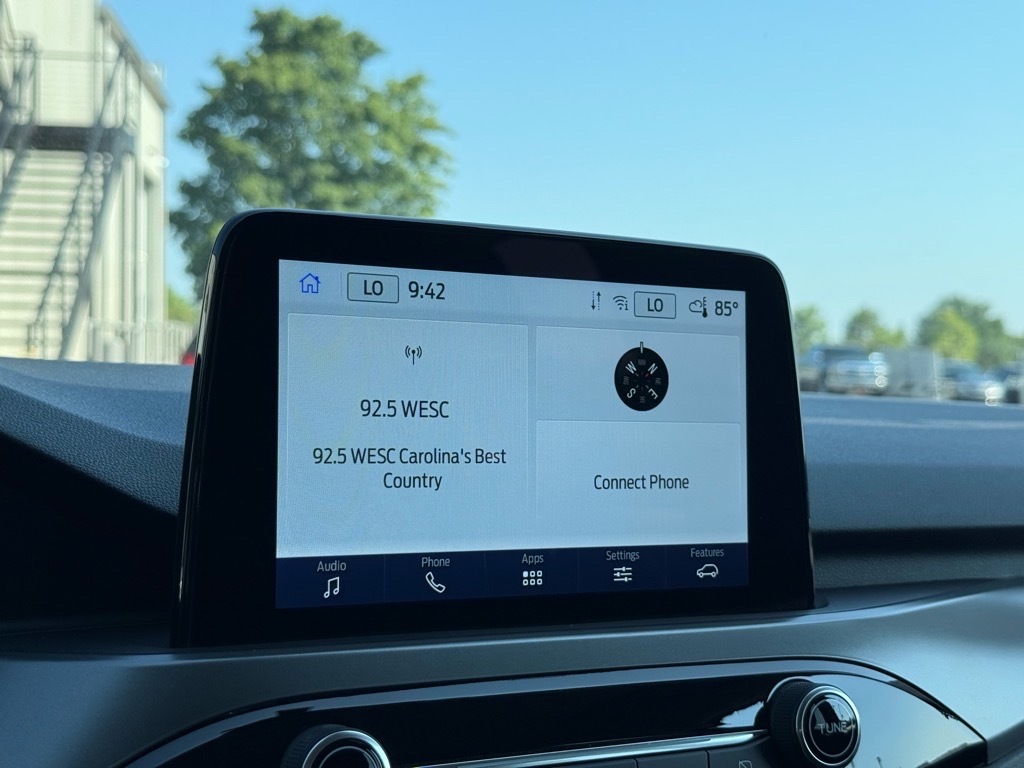 LO 9:42 LO 85°
92.5 WESC
92.5 WESC Carolina's Best
Country
W N
S E
Connect Phone
Audio Phone Apps Settings Features
TUNE